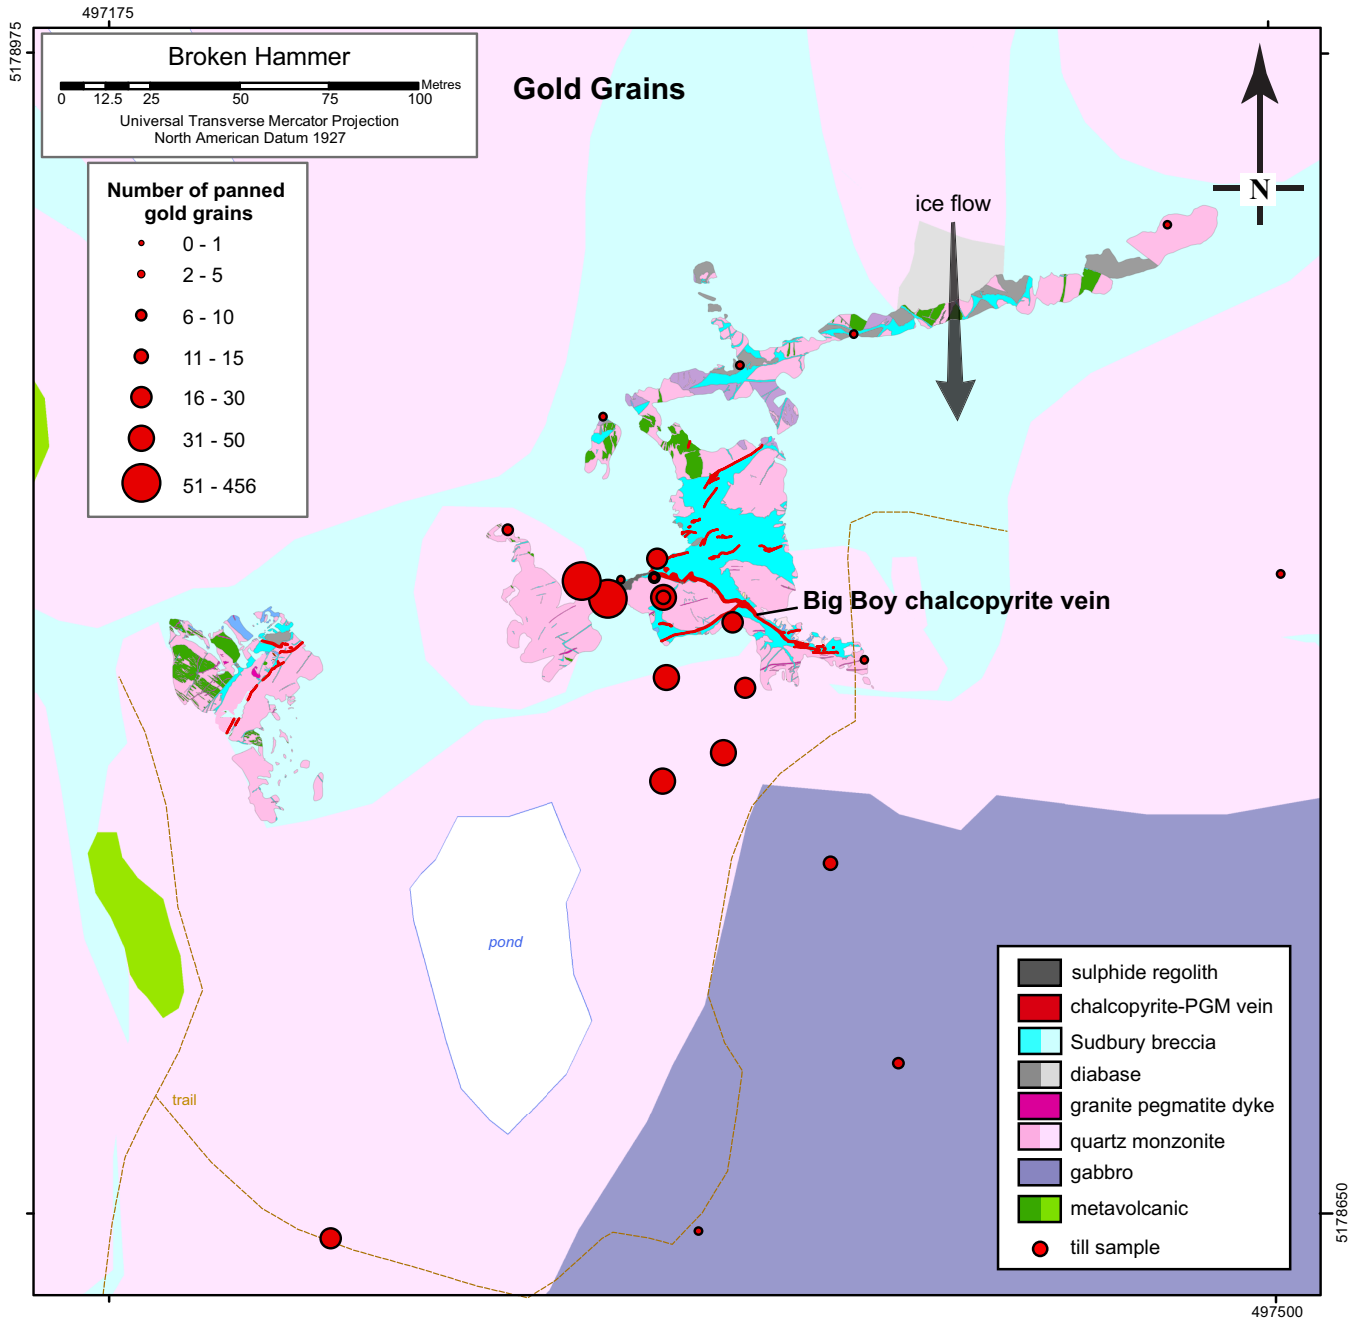 497175
5178975
Broken Hammer
Metres
0 12.5 25 50 75 100
Universal Transverse Mercator Projection
North American Datum 1927
Gold Grains
N
Number of panned
gold grains
0 - 1
2 - 5
6 - 10
11 - 15
16 - 30
31 - 50
51 - 456
ice flow
Big Boy chalcopyrite vein
pond
trail
sulphide regolith
chalcopyrite-PGM vein
Sudbury breccia
diabase
granite pegmatite dyke
quartz monzonite
gabbro
metavolcanic
till sample
5178650
497500